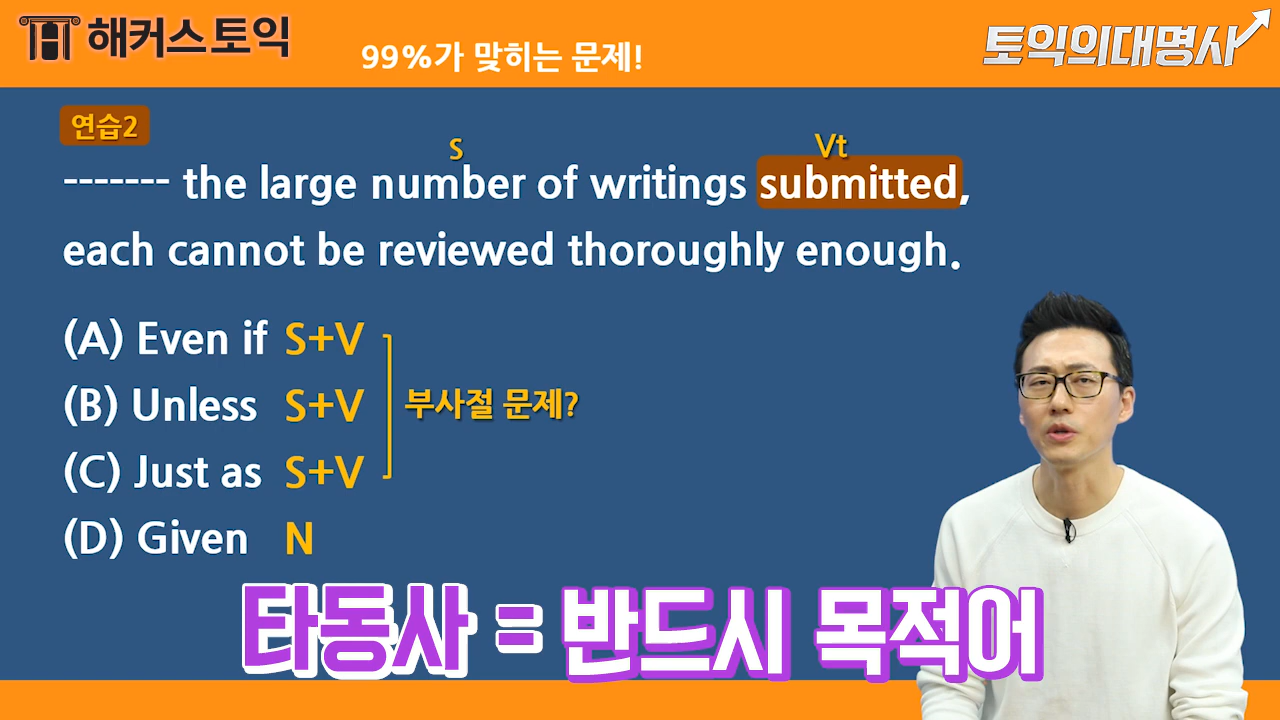 해커스토익
99%가 맞히는 문제!
토익의대명사
연습2
S
Vt
------- the large number of writings submitted,
each cannot be reviewed thoroughly enough.
(A) Even if S+V
(B) Unless S+V
부사절 문제?
(C) Just as S+V
(D) Given N
타동사 = 반드시 목적어